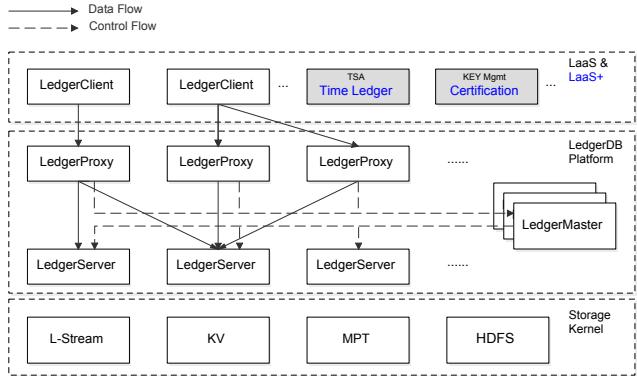 Data Flow
Control Flow
LedgerClient
LedgerClient
...
TSA
Time Ledger
KEY Mgmt
Certification
...
LaaS &
LaaS+
LedgerProxy
LedgerProxy
LedgerProxy
......
LedgerDB
Platform
LedgerMaster
LedgerServer
LedgerServer
LedgerServer
......
L-Stream
KV
MPT
HDFS
Storage
Kernel